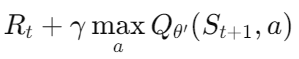 $R_t + \gamma \max_a Q_{\theta'}(S_{t+1}, a)$